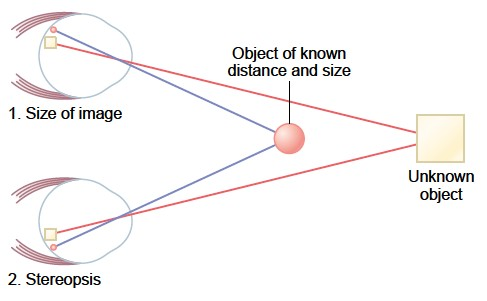 Object of known
distance and size
1. Size of image
Unknown
object
2. Stereopsis